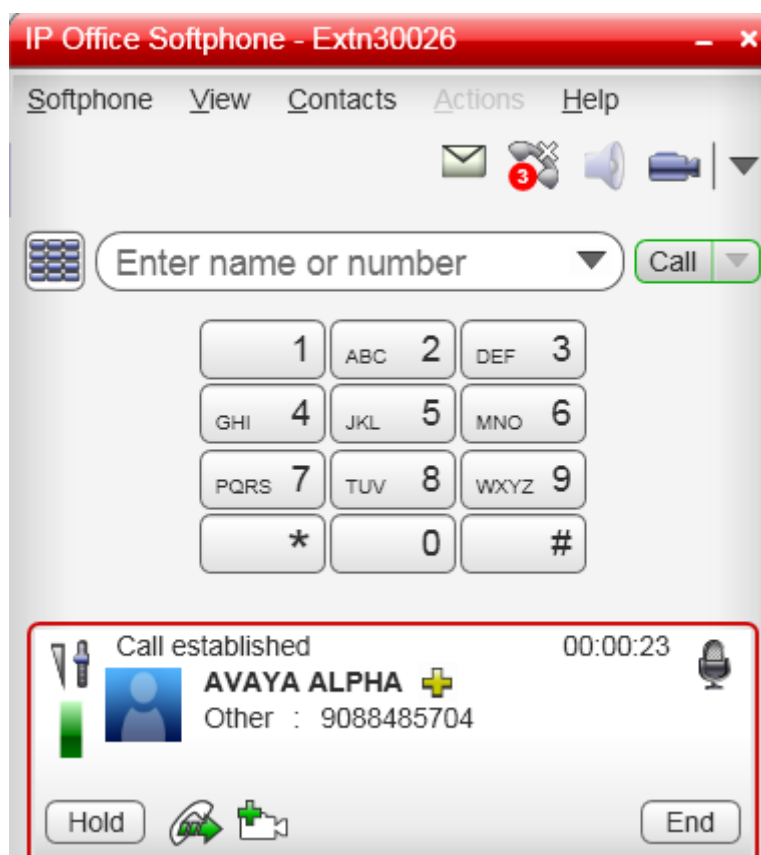 IP Office Softphone - Extn30026
Softphone View Contacts Actions Help
3
Enter name or number Call
1 ABC 2 DEF 3
GHI 4 JKL 5 MNO 6
PQRS 7 TUV 8 WXYZ 9
* 0 #
Call established 00:00:23
AVAYA ALPHA
Other : 9088485704
Hold End